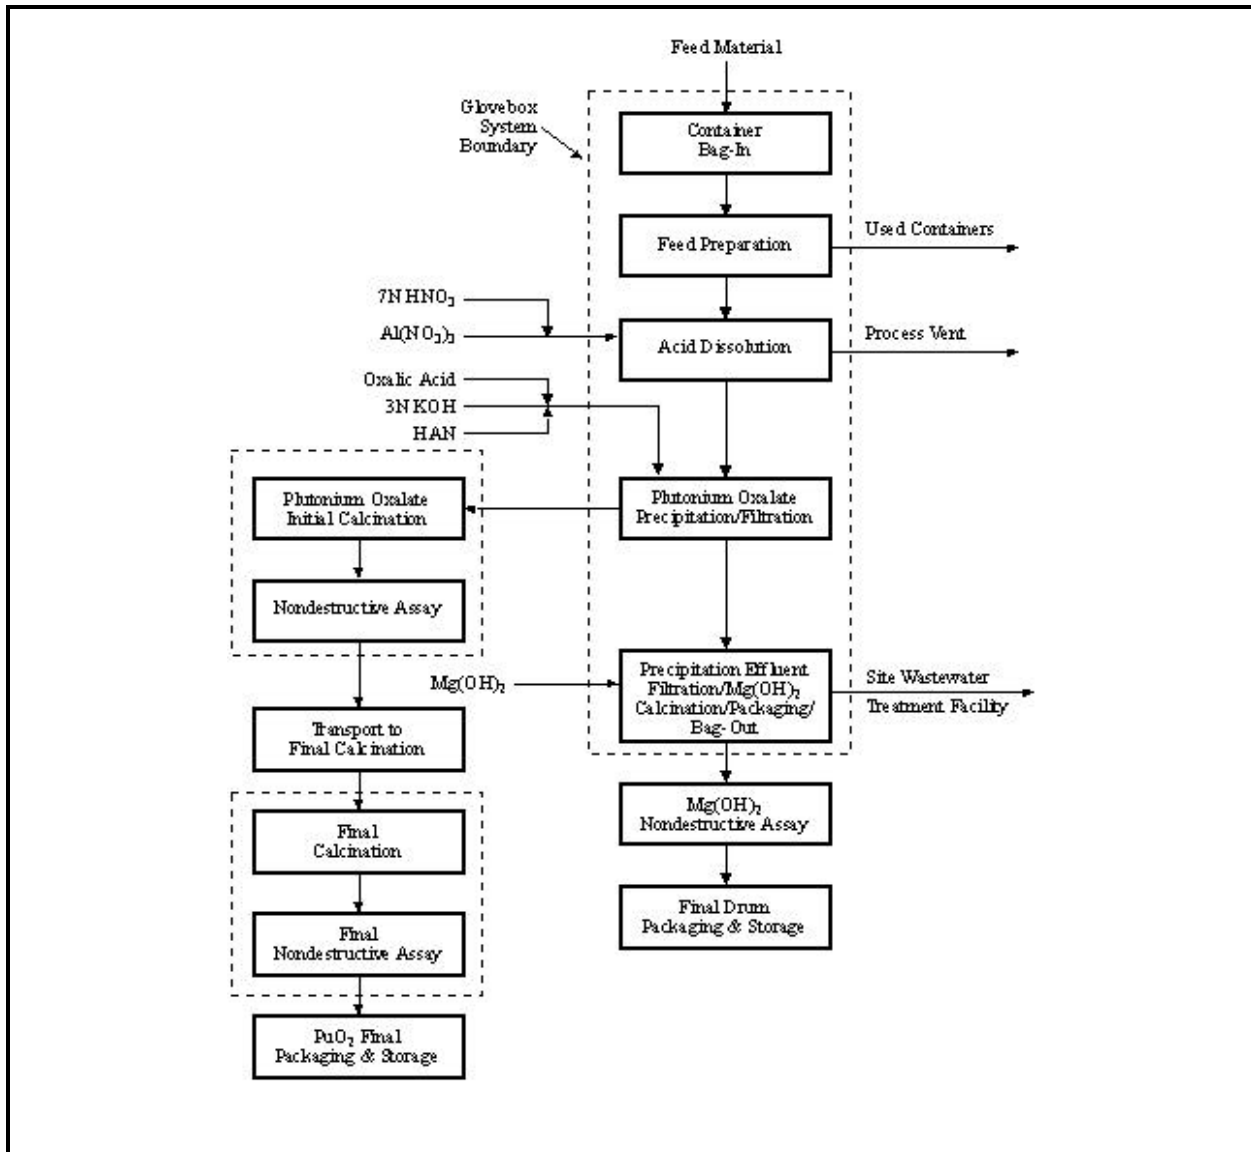 Feed Material
Glovebox
System
Boundary
Container
Bag-In
Feed Preparation
Used Containers
7N HNO₃
Al(NO₃)₃
Acid Dissolution
Process Vent
Oxalic Acid
3N KOH
HAN
Plutonium Oxalate
Initial Calcination
Plutonium Oxalate
Precipitation/Filtration
Nondestructive Assay
Mg(OH)₂
Precipitation Effluent
Filtration/Mg(OH)₂
Calcination/Packaging/
Bag-Out
Site Wastewater
Treatment Facility
Transport to
Final Calcination
Mg(OH)₂
Nondestructive Assay
Final
Calcination
Final Drum
Packaging & Storage
Final
Nondestructive Assay
PuO₂ Final
Packaging & Storage